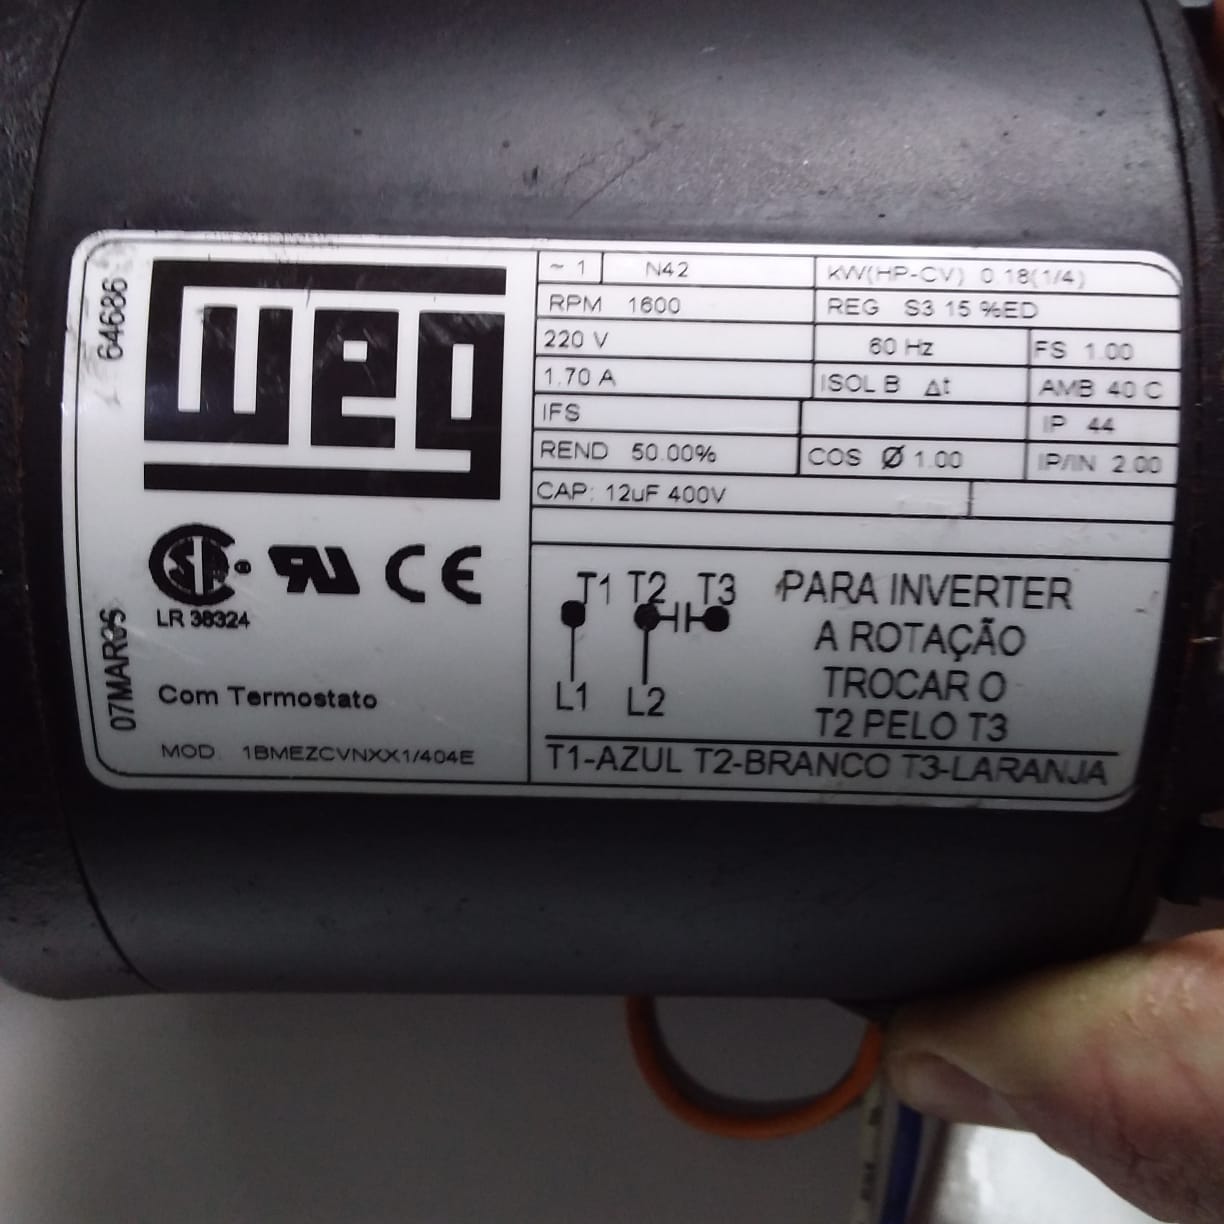 64686
07MAR3S
WEG
LR 38324
Com Termostato
MOD. 1BMEZCVNXX1/404E
~ 1 N42 kW(HP-CV) 0.18(1/4)
RPM 1600 REG S3 15 %ED
220 V 60 Hz FS 1.00
1.70 A ISOL B Δt AMB 40 C
IFS IP 44
REND 50.00% COS Ø 1.00 IP/IN 2.00
CAP: 12uF 400V
T1 T2 T3
L1 L2
PARA INVERTER
A ROTAÇÃO
TROCAR O
T2 PELO T3
T1-AZUL T2-BRANCO T3-LARANJA